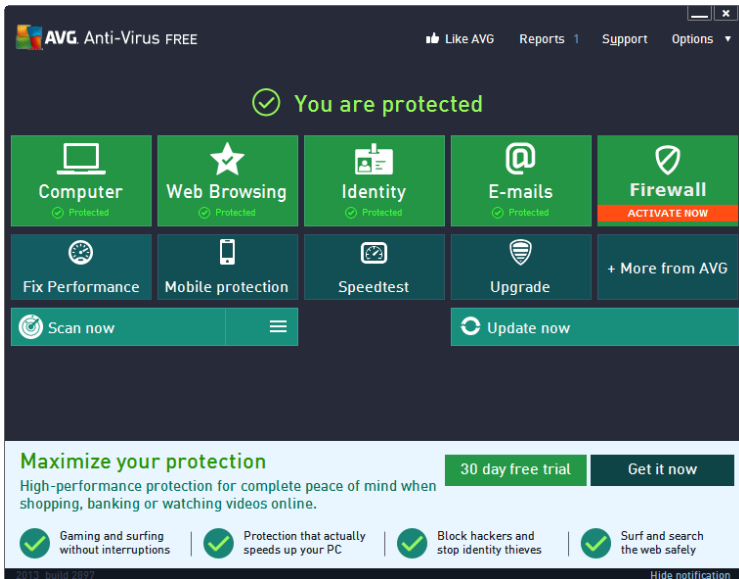 AVG. Anti-Virus FREE
Like AVG
Reports 1
Support
Options
You are protected
Computer
Protected
Web Browsing
Protected
Identity
Protected
E-mails
Protected
Firewall
ACTIVATE NOW
Fix Performance
Mobile protection
Speedtest
Upgrade
+ More from AVG
Scan now
Update now
Maximize your protection
High-performance protection for complete peace of mind when
shopping, banking or watching videos online.
30 day free trial
Get it now
Gaming and surfing
without interruptions
Protection that actually
speeds up your PC
Block hackers and
stop identity thieves
Surf and search
the web safely
2013 build 2897
Hide notification